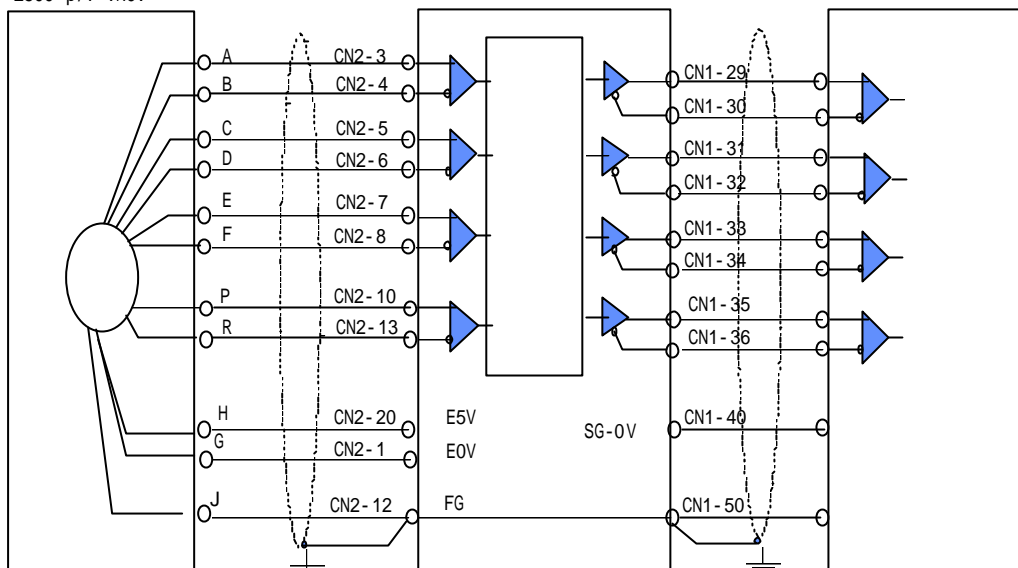 A CN2-3 CN1-29
B CN2-4 CN1-30
C CN2-5 CN1-31
D CN2-6 CN1-32
E CN2-7 CN1-33
F CN2-8 CN1-34
P CN2-10 CN1-35
R CN2-13 CN1-36
H CN2-20 E5V SG-0V CN1-40
G CN2-1 E0V
J CN2-12 FG CN1-50